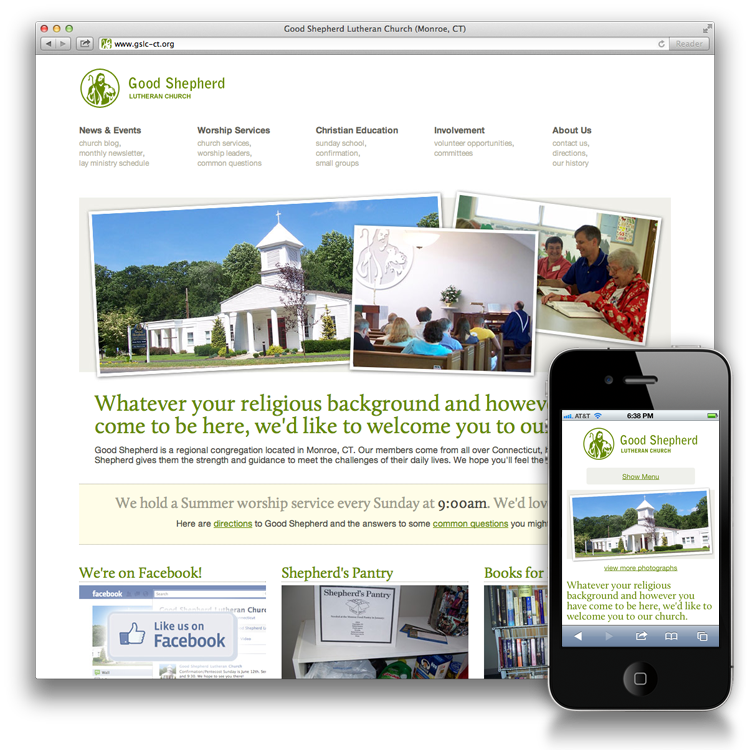 Good Shepherd Lutheran Church (Monroe, CT)
www.gslc-ct.org
Reader
Good Shepherd
LUTHERAN CHURCH
News & Events
church blog,
monthly newsletter,
lay ministry schedule
Worship Services
church services,
worship leaders,
common questions
Christian Education
sunday school,
confirmation,
small groups
Involvement
volunteer opportunities,
committees
About Us
contact us,
directions,
our history
Whatever your religious background and howev
come to be here, we'd like to welcome you to ou
Good Shepherd is a regional congregation located in Monroe, CT. Our members come from all over Connecticut,
Shepherd gives them the strength and guidance to meet the challenges of their daily lives. We hope you'll feel the
We hold a Summer worship service every Sunday at 9:00am. We'd lov
Here are directions to Good Shepherd and the answers to some common questions you migh
We're on Facebook!
facebook
Search
Good Shepherd Lutheran Church
Like us on
Facebook
Good Shepherd Lutheran Church
Mail
Shepherd's Pantry
Shepherd's Pantry
Books for
AT&T
6:38 PM
Good Shepherd
LUTHERAN CHURCH
Show Menu
view more photographs
Whatever your religious
background and however you
have come to be here, we'd like to
welcome you to our church.